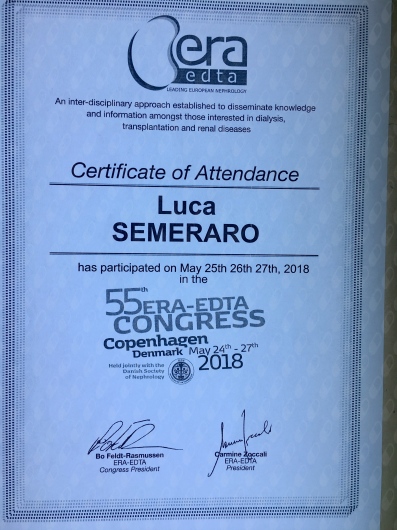 era
edta
LEADING EUROPEAN NEPHROLOGY
An inter-disciplinary approach established to disseminate knowledge
and information amongst those interested in dialysis,
transplantation and renal diseases
Certificate of Attendance
Luca
SEMERARO
has participated on May 25th 26th 27th, 2018
in the
55th ERA-EDTA
CONGRESS
Copenhagen
Denmark May 24th - 27th
2018
Held jointly with the
Danish Society
of Nephrology
Bo Feldt-Rasmussen
ERA-EDTA
Congress President
Carmine Zoccali
ERA-EDTA
President